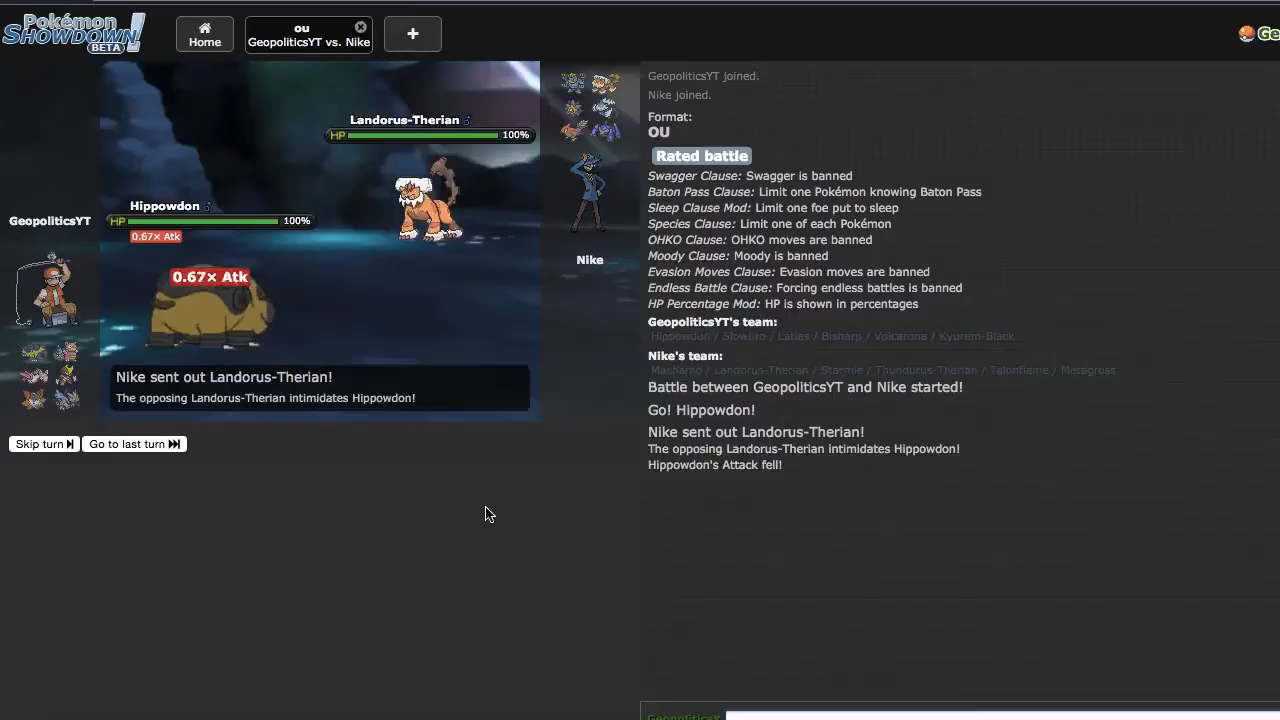 Pokémon
SHOWDOWN!
BETA
Home
ou
GeopoliticsYT vs. Nike
+
Ge
GeopoliticsYT
Landorus-Therian
HP 100%
Hippowdon
HP 100%
0.67× Atk
0.67× Atk
Nike
Nike sent out Landorus-Therian!
The opposing Landorus-Therian intimidates Hippowdon!
Skip turn
Go to last turn
GeopoliticsYT joined.
Nike joined.
Format:
OU
Rated battle
Swagger Clause: Swagger is banned
Baton Pass Clause: Limit one Pokémon knowing Baton Pass
Sleep Clause Mod: Limit one foe put to sleep
Species Clause: Limit one of each Pokémon
OHKO Clause: OHKO moves are banned
Moody Clause: Moody is banned
Evasion Moves Clause: Evasion moves are banned
Endless Battle Clause: Forcing endless battles is banned
HP Percentage Mod: HP is shown in percentages
GeopoliticsYT's team:
Hippowdon / Slowbro / Latias / Bisharp / Volcarona / Kyurem-Black
Nike's team:
Machamp / Landorus-Therian / Starmie / Thundurus-Therian / Talonflame / Metagross
Battle between GeopoliticsYT and Nike started!
Go! Hippowdon!
Nike sent out Landorus-Therian!
The opposing Landorus-Therian intimidates Hippowdon!
Hippowdon's Attack fell!
GeopoliticsY